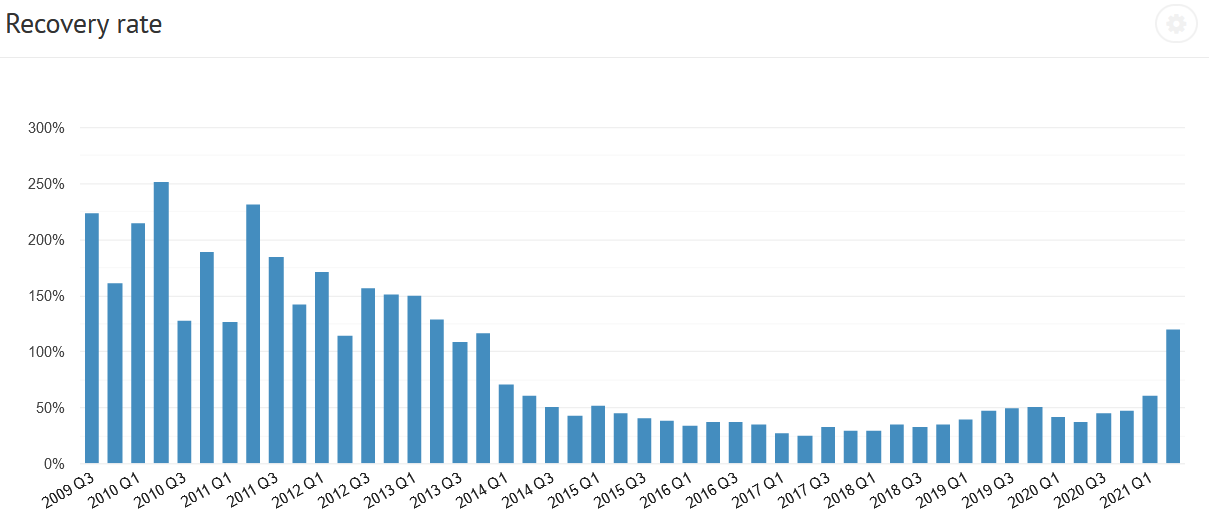 Recovery rate
300%
250%
200%
150%
100%
50%
0%
2009 Q3
2010 Q1
2010 Q3
2011 Q1
2011 Q3
2012 Q1
2012 Q3
2013 Q1
2013 Q3
2014 Q1
2014 Q3
2015 Q1
2015 Q3
2016 Q1
2016 Q3
2017 Q1
2017 Q3
2018 Q1
2018 Q3
2019 Q1
2019 Q3
2020 Q1
2020 Q3
2021 Q1